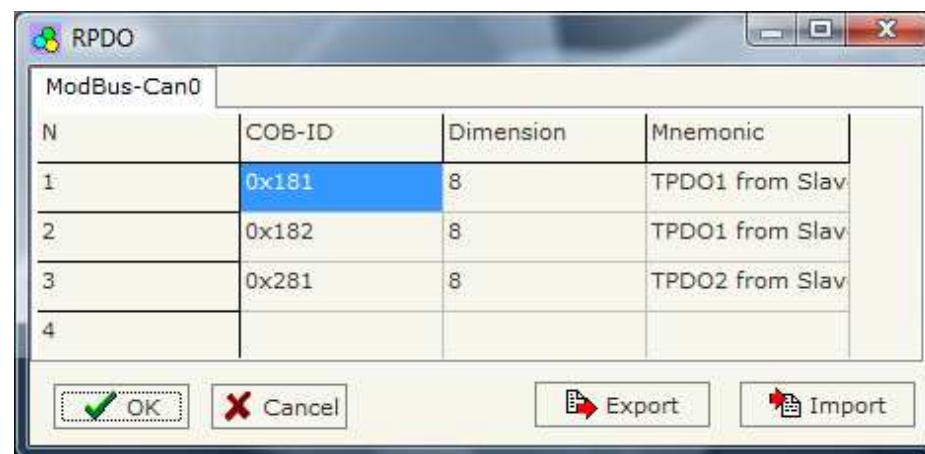 RPDO
ModBus-Can0
N COB-ID Dimension Mnemonic
1 0x181 8 TPDO1 from Slav
2 0x182 8 TPDO1 from Slav
3 0x281 8 TPDO2 from Slav
4
OK Cancel Export Import